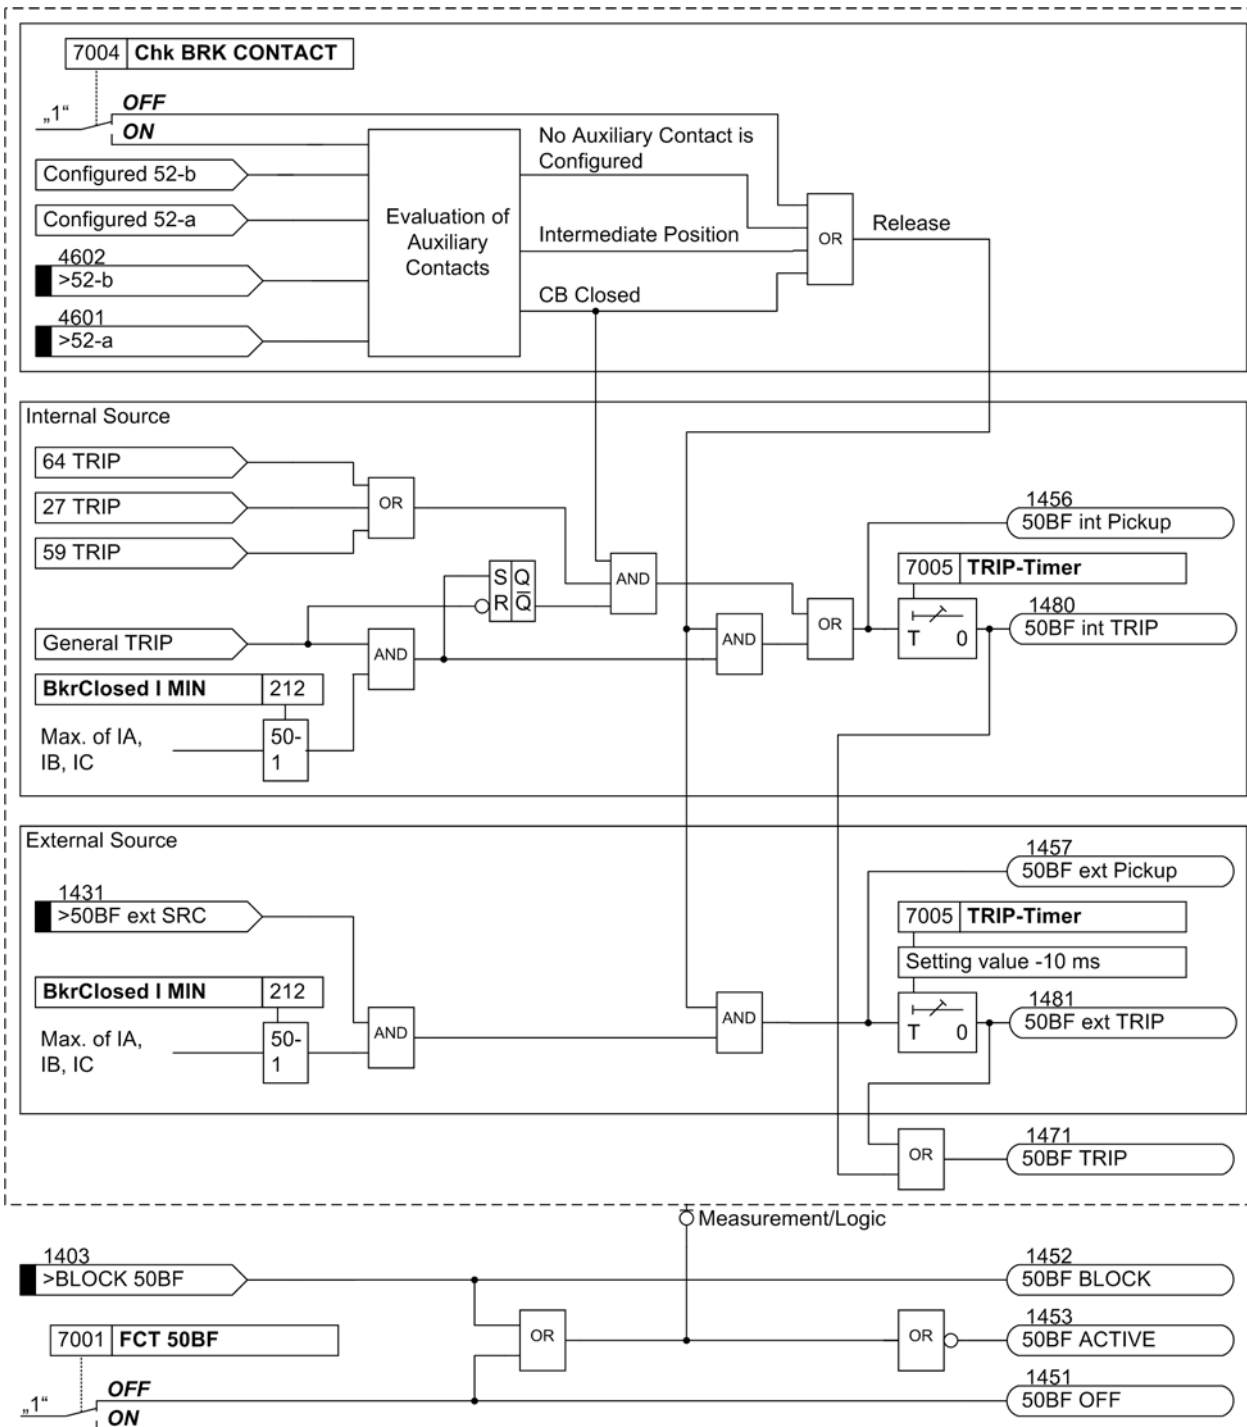 7004 Chk BRK CONTACT
„1“
OFF
ON
Configured 52-b
Configured 52-a
4602
>52-b
4601
>52-a
Evaluation of
Auxiliary
Contacts
No Auxiliary Contact is
Configured
Intermediate Position
CB Closed
OR
Release
Internal Source
64 TRIP
27 TRIP
59 TRIP
OR
S Q
R Q̅
AND
General TRIP
AND
BkrClosed I MIN 212
Max. of IA,
IB, IC
50-
1
AND
OR
1456
50BF int Pickup
7005 TRIP-Timer
T 0
1480
50BF int TRIP
External Source
1431
>50BF ext SRC
BkrClosed I MIN 212
Max. of IA,
IB, IC
50-
1
AND
AND
1457
50BF ext Pickup
7005 TRIP-Timer
Setting value -10 ms
T 0
1481
50BF ext TRIP
OR
1471
50BF TRIP
Measurement/Logic
1403
>BLOCK 50BF
1452
50BF BLOCK
OR
OR
1453
50BF ACTIVE
7001 FCT 50BF
„1“
OFF
ON
1451
50BF OFF